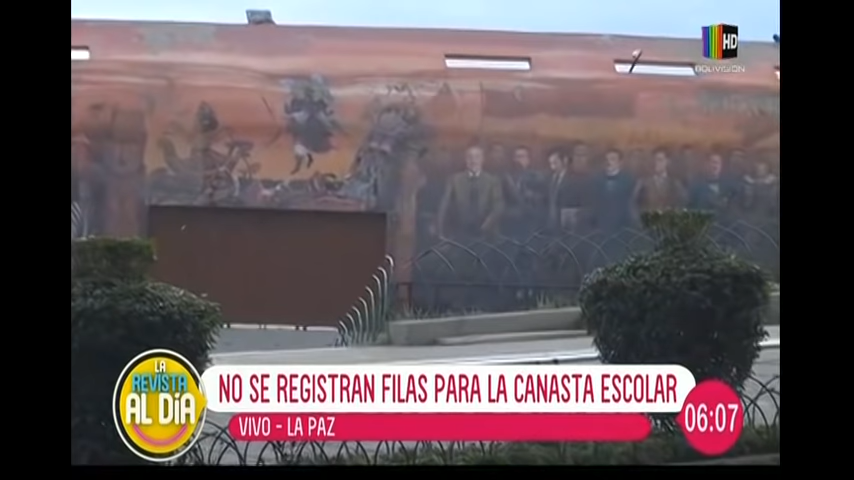 HD
BOLIVISION
LA
REVISTA
AL DÍA
NO SE REGISTRAN FILAS PARA LA CANASTA ESCOLAR
VIVO - LA PAZ
06:07